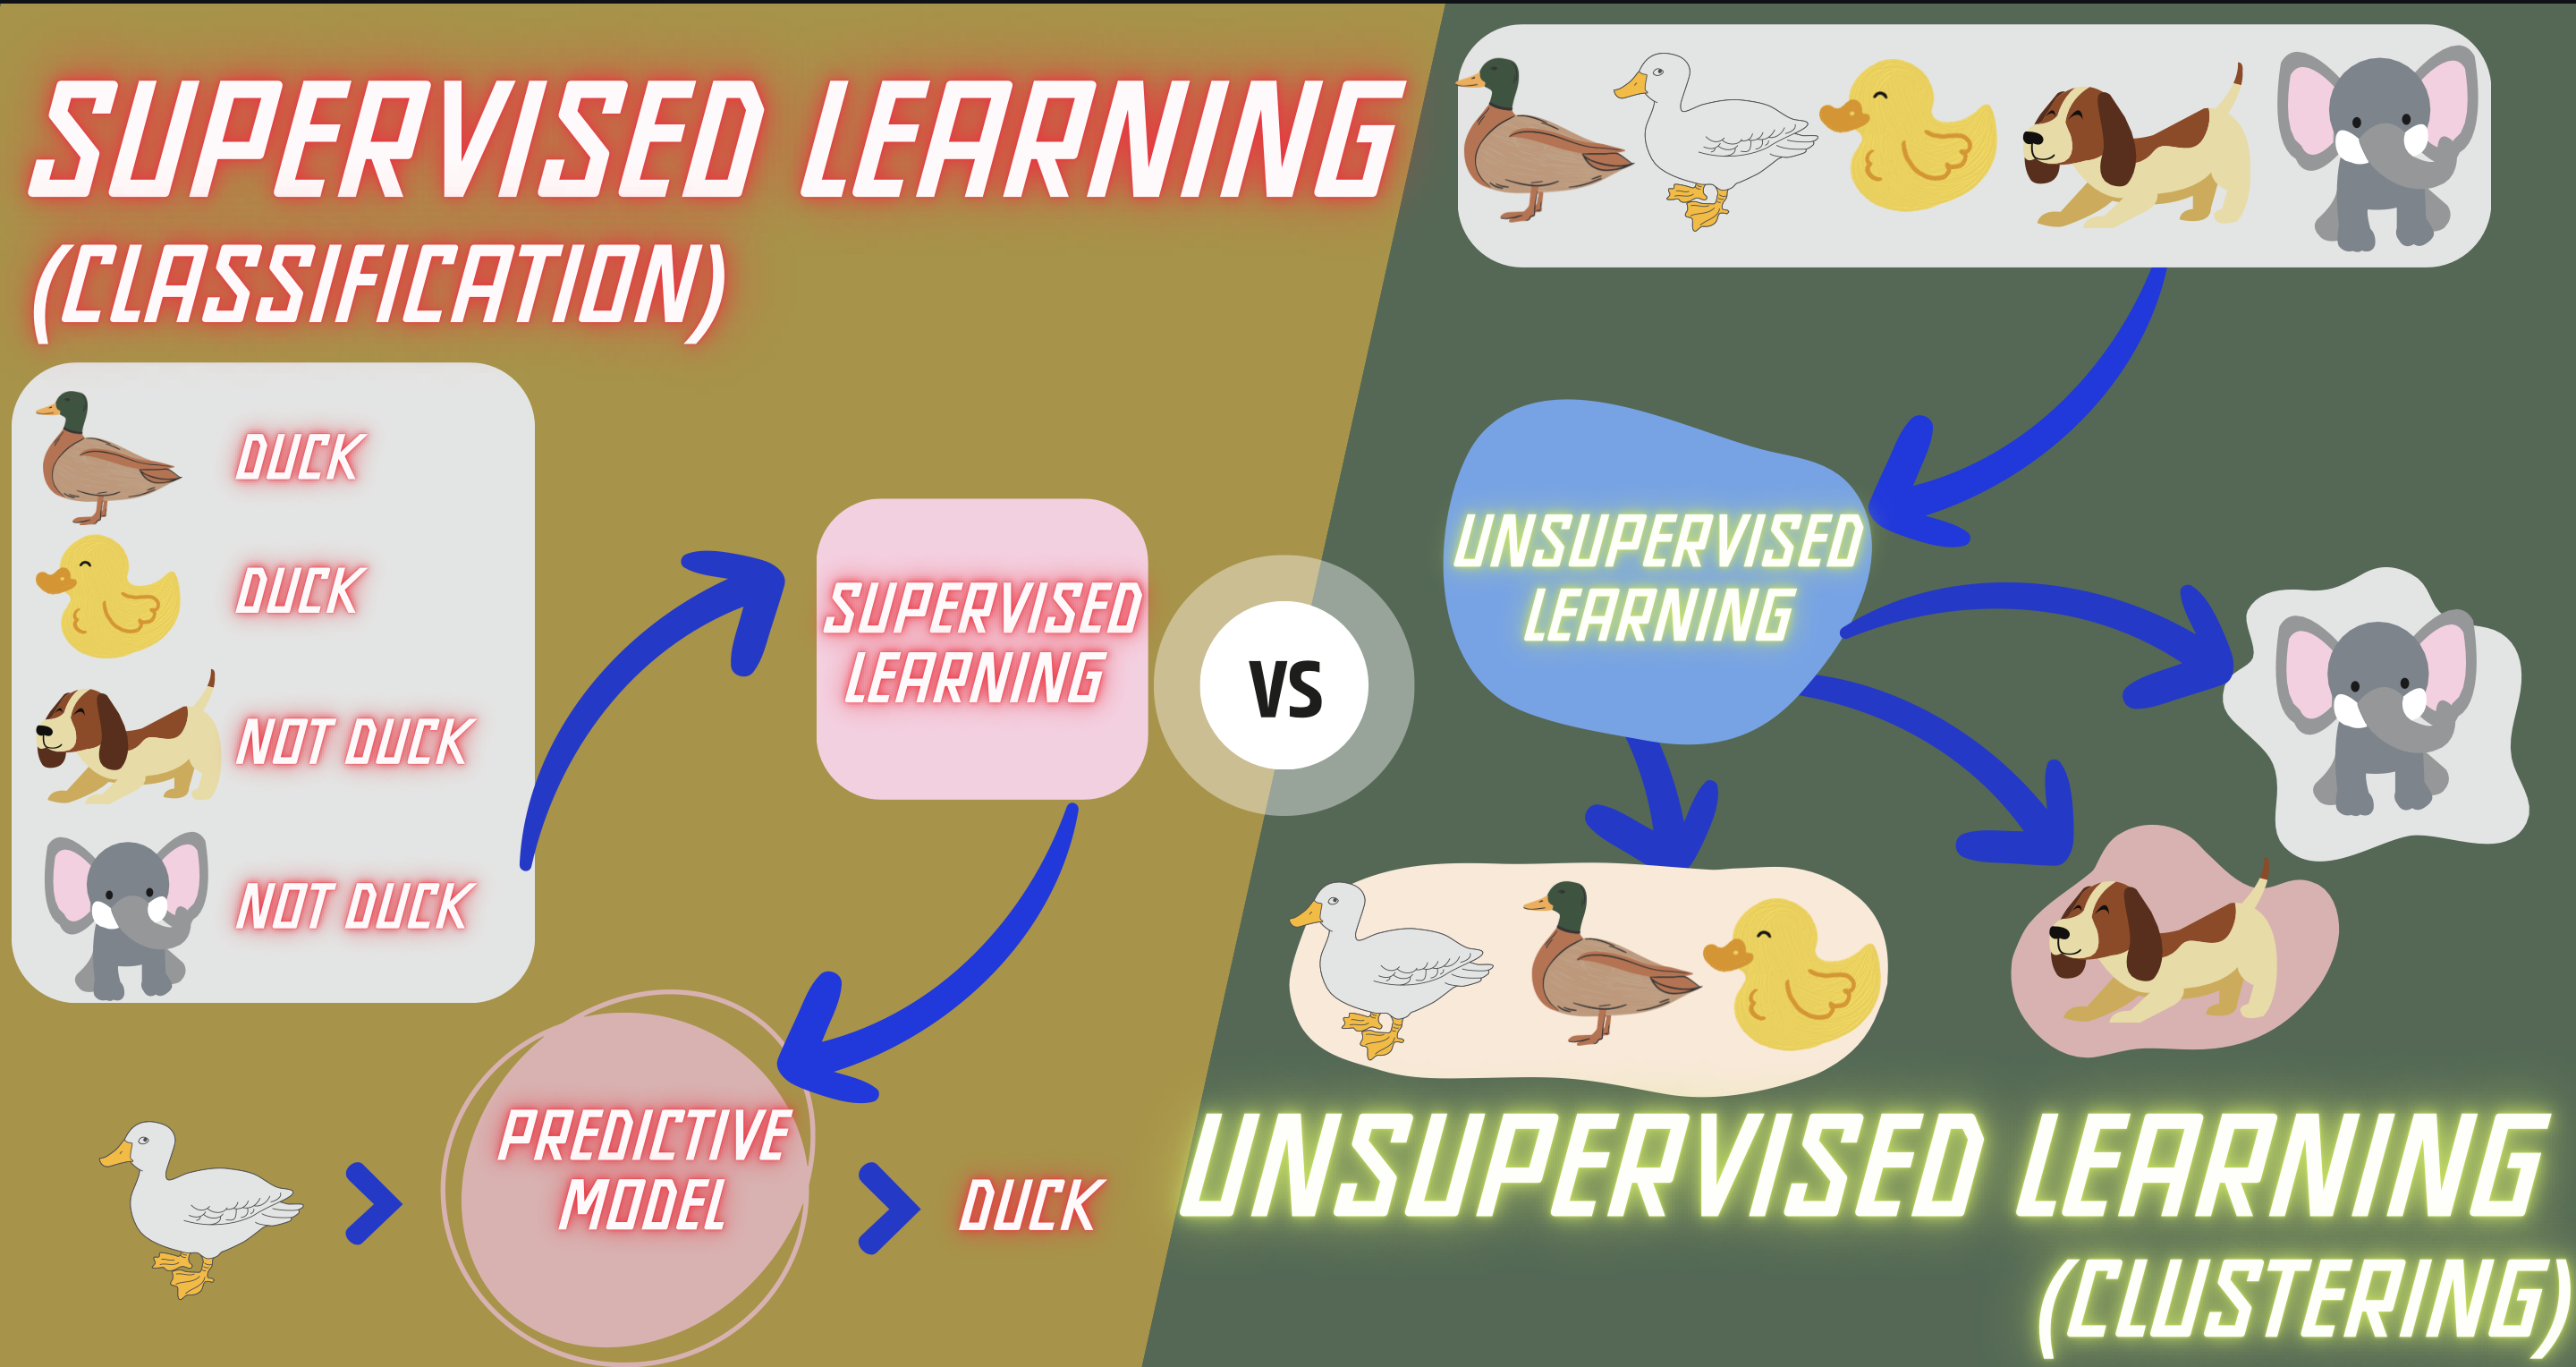 SUPERVISED LEARNING
(CLASSIFICATION)
DUCK
DUCK
NOT DUCK
NOT DUCK
SUPERVISED
LEARNING
PREDICTIVE
MODEL
DUCK
VS
UNSUPERVISED
LEARNING
UNSUPERVISED LEARNING
(CLUSTERING)